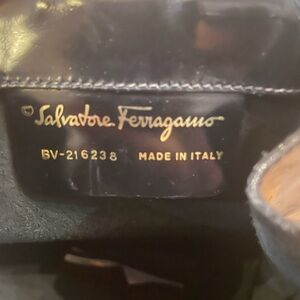 © Salvatore Ferragamo
BV-216238 MADE IN ITALY